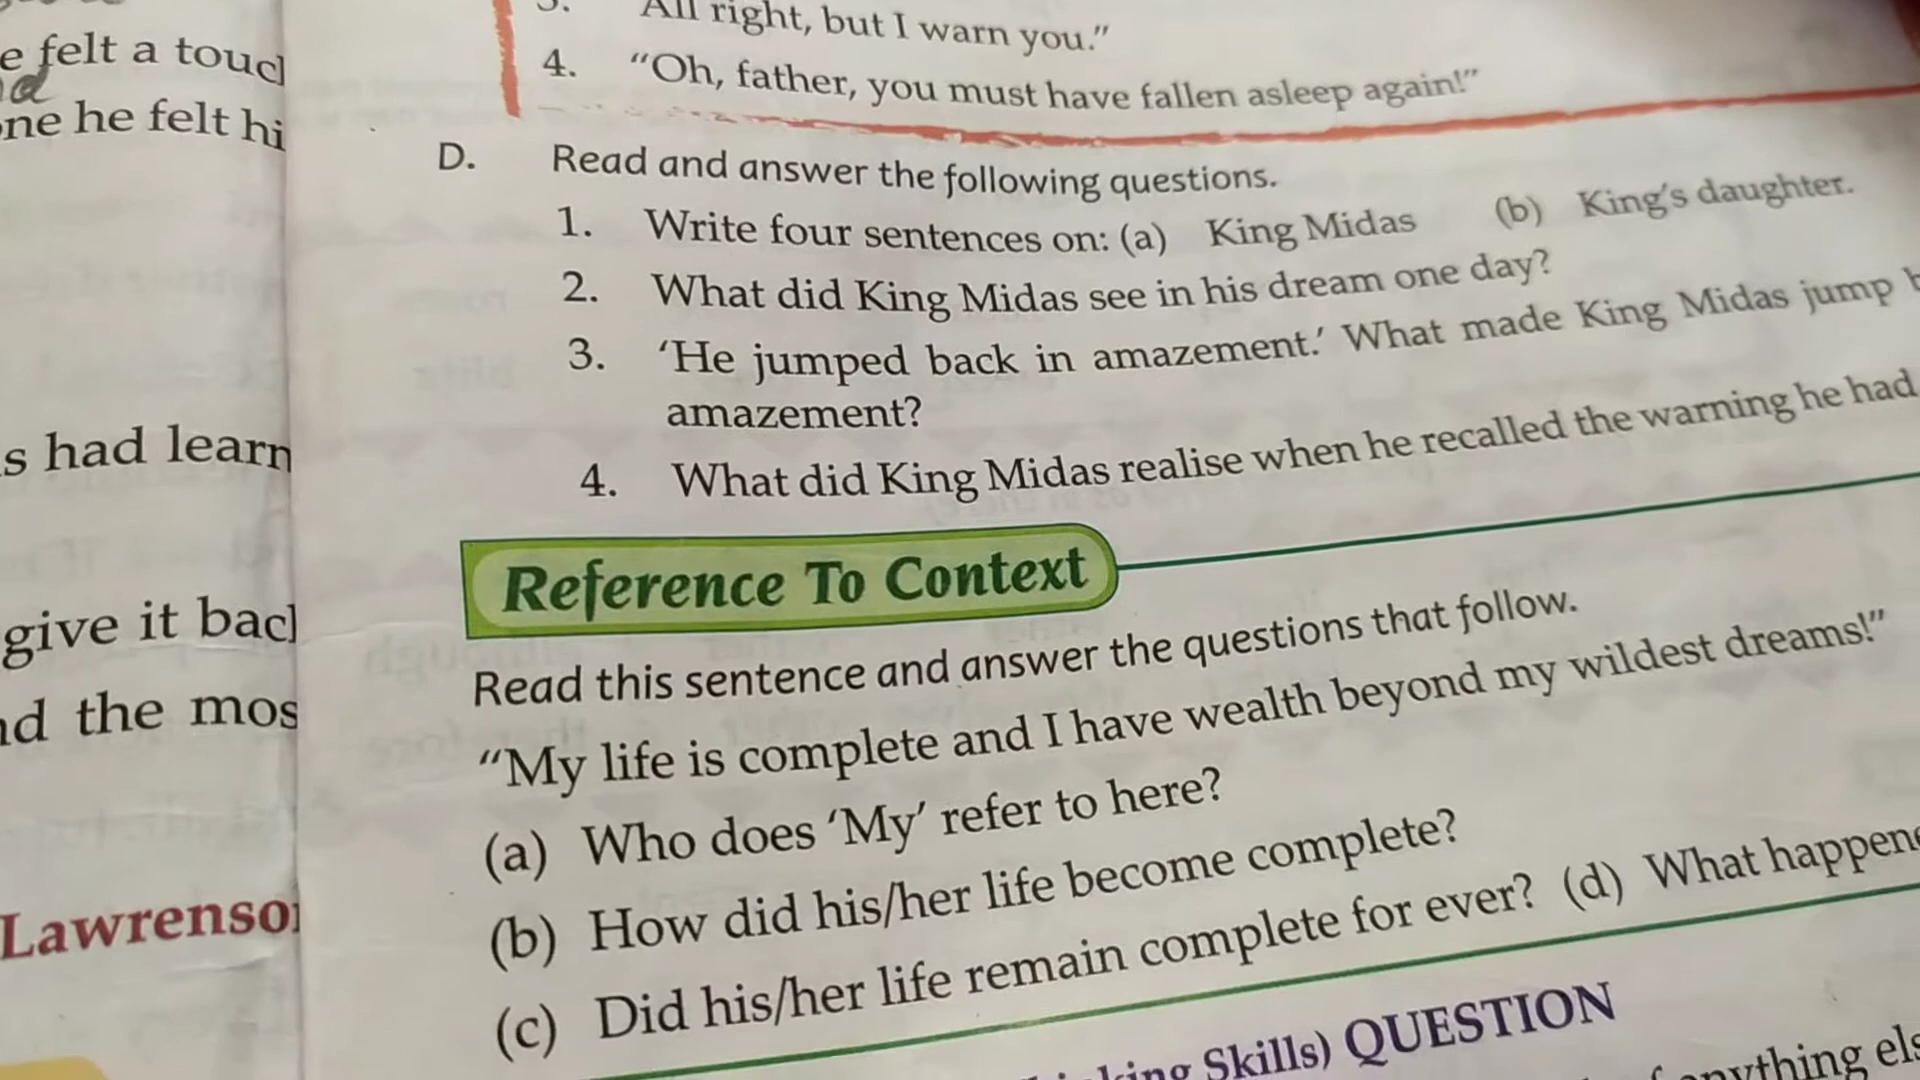 e felt a touc
ne he felt hi
s had learn
give it bac
nd the mos
Lawrenso
3. All right, but I warn you."
4. "Oh, father, you must have fallen asleep again!"
D. Read and answer the following questions.
1. Write four sentences on: (a) King Midas (b) King's daughter.
2. What did King Midas see in his dream one day?
3. 'He jumped back in amazement.' What made King Midas jump b
amazement?
4. What did King Midas realise when he recalled the warning he had
Reference To Context
Read this sentence and answer the questions that follow.
"My life is complete and I have wealth beyond my wildest dreams!"
(a) Who does 'My' refer to here?
(b) How did his/her life become complete?
(c) Did his/her life remain complete for ever? (d) What happene
king Skills) QUESTION
anything els